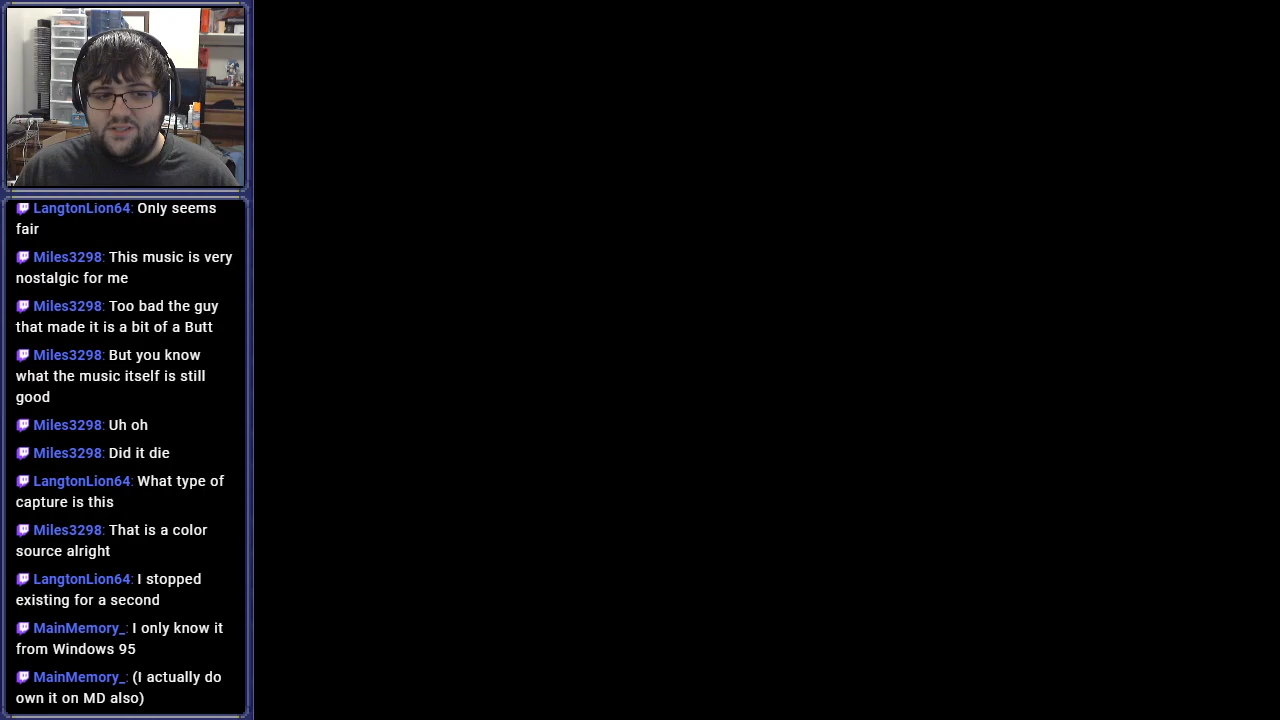 LangtonLion64: Only seems
fair
Miles3298: This music is very
nostalgic for me
Miles3298: Too bad the guy
that made it is a bit of a Butt
Miles3298: But you know
what the music itself is still
good
Miles3298: Uh oh
Miles3298: Did it die
LangtonLion64: What type of
capture is this
Miles3298: That is a color
source alright
LangtonLion64: I stopped
existing for a second
MainMemory_: I only know it
from Windows 95
MainMemory_: (I actually do
own it on MD also)